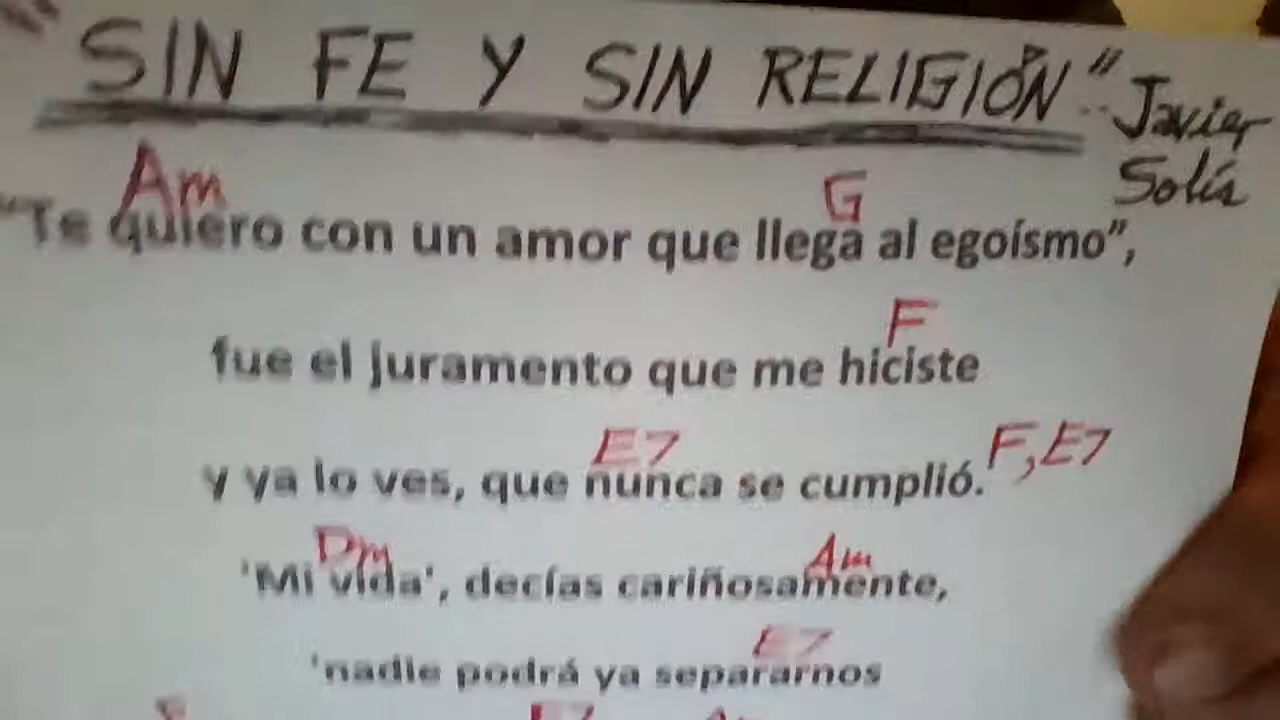 "SIN FE Y SIN RELIGIÓN" Javier
Solís
Am G
"Te quiero con un amor que llega al egoísmo",
F
fue el juramento que me hiciste
E7 F,E7
y ya lo ves, que nunca se cumplió.
Dm Am
'Mi vida', decías cariñosamente,
E7
'nadie podrá ya separarnos